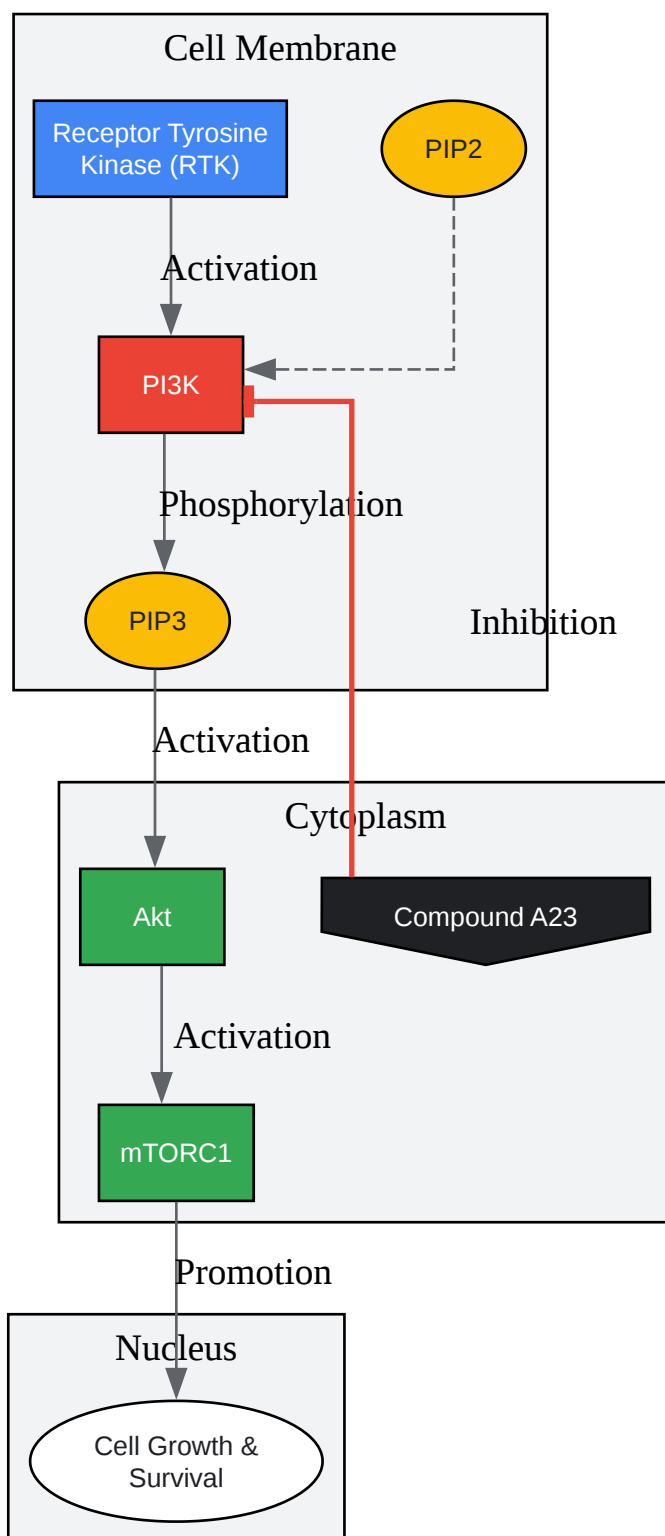 Cell Membrane
Receptor Tyrosine
Kinase (RTK)
PIP2
Activation
PI3K
Phosphorylation
PIP3
Inhibition
Activation
Cytoplasm
Akt
Compound A23
Activation
mTORC1
Promotion
Nucleus
Cell Growth &
Survival